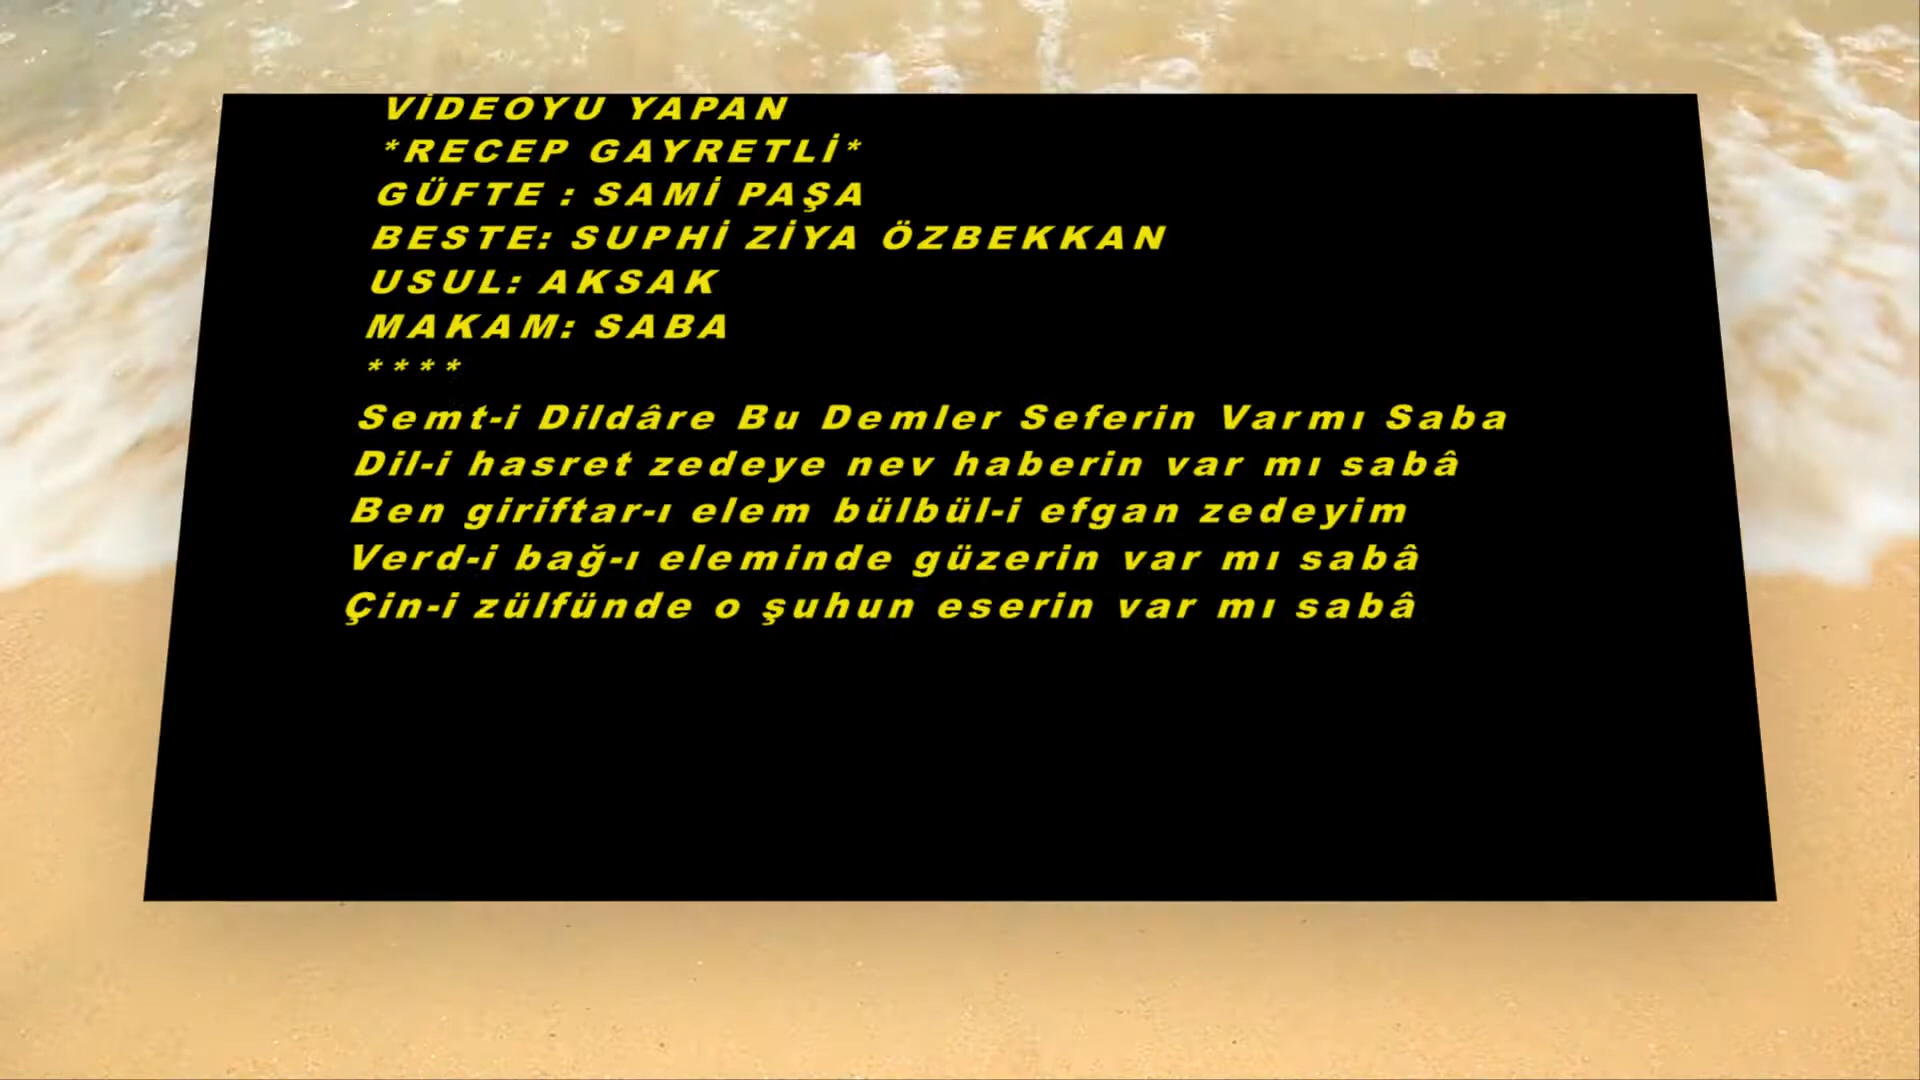 VİDEOYU YAPAN
*RECEP GAYRETLİ*
GÜFTE : SAMİ PAŞA
BESTE: SUPHİ ZİYA ÖZBEKKAN
USUL: AKSAK
MAKAM: SABA
****
Semt-i Dildâre Bu Demler Seferin Varmı Saba
Dil-i hasret zedeye nev haberin var mı sabâ
Ben giriftar-ı elem bülbül-i efgan zedeyim
Verd-i bağ-ı eleminde güzerin var mı sabâ
Çin-i zülfünde o şuhun eserin var mı sabâ